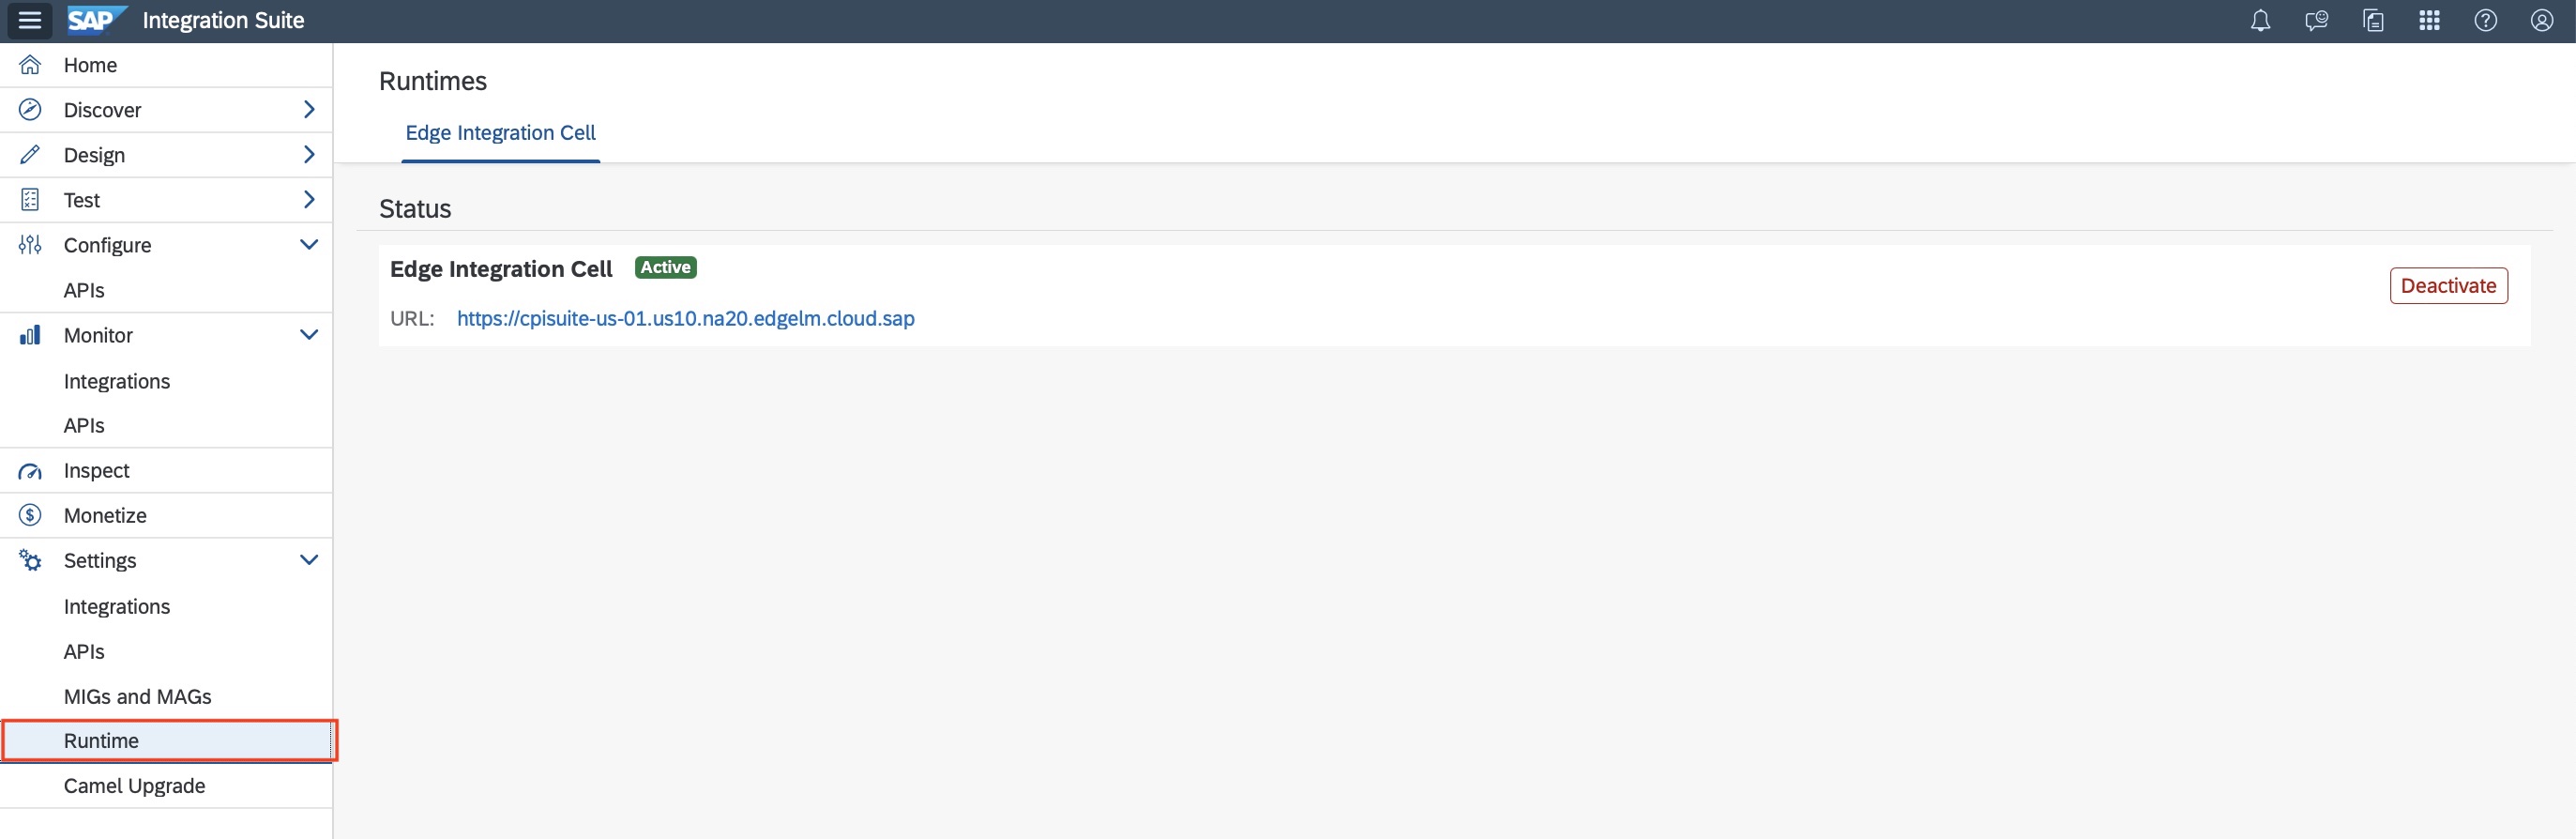 SAP Integration Suite
Home
Discover
Design
Test
Configure
APIs
Monitor
Integrations
APIs
Inspect
Monetize
Settings
Integrations
APIs
MIGs and MAGs
Runtime
Camel Upgrade
Runtimes
Edge Integration Cell
Status
Edge Integration Cell Active
Deactivate
URL: https://cpisuite-us-01.us10.na20.edgelm.cloud.sap